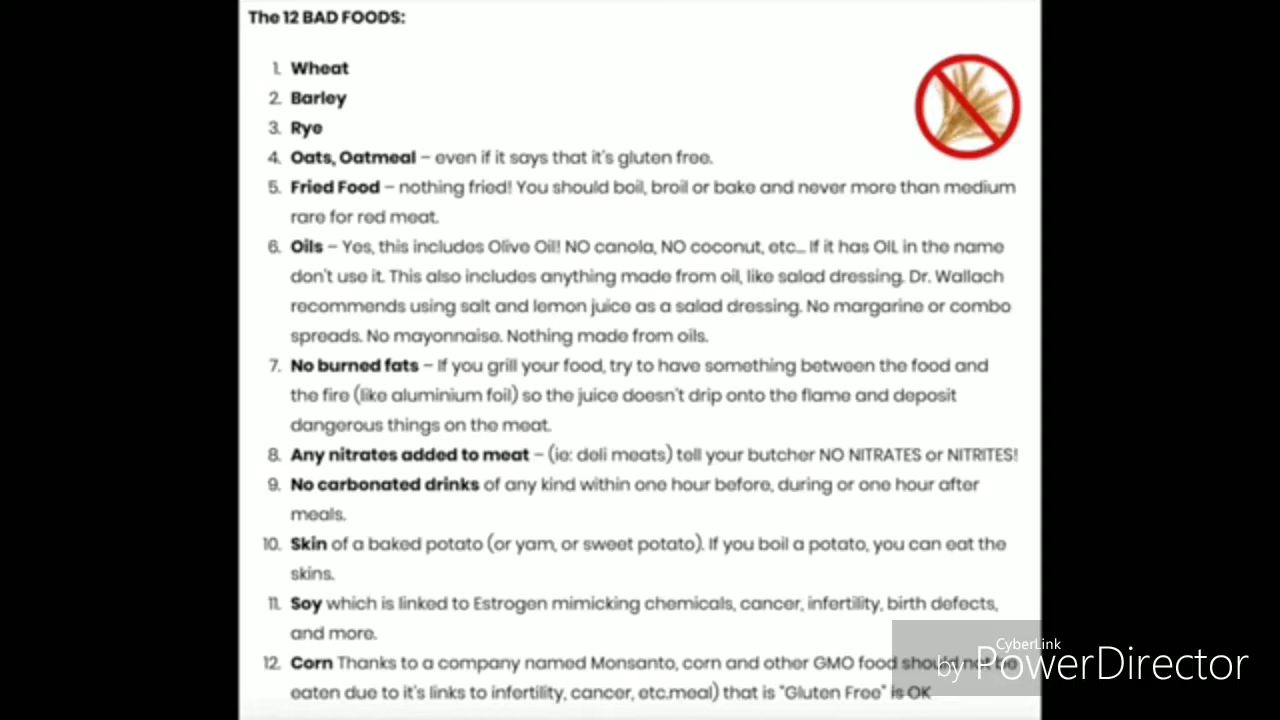 The 12 BAD FOODS:
1. Wheat
2. Barley
3. Rye
4. Oats, Oatmeal – even if it says that it's gluten free.
5. Fried Food – nothing fried! You should boil, broil or bake and never more than medium
rare for red meat.
6. Oils – Yes, this includes Olive Oil! NO canola, NO coconut, etc... If it has OIL in the name
don't use it. This also includes anything made from oil, like salad dressing. Dr. Wallach
recommends using salt and lemon juice as a salad dressing. No margarine or combo
spreads. No mayonnaise. Nothing made from oils.
7. No burned fats – If you grill your food, try to have something between the food and
the fire (like aluminium foil) so the juice doesn't drip onto the flame and deposit
dangerous things on the meat.
8. Any nitrates added to meat – (ie: deli meats) tell your butcher NO NITRATES or NITRITES!
9. No carbonated drinks of any kind within one hour before, during or one hour after
meals.
10. Skin of a baked potato (or yam, or sweet potato). If you boil a potato, you can eat the
skins.
11. Soy which is linked to Estrogen mimicking chemicals, cancer, infertility, birth defects,
and more.
12. Corn Thanks to a company named Monsanto, corn and other GMO food should not be
eaten due to it's links to infertility, cancer, etc.meal) that is "Gluten Free" is OK
CyberLink
by PowerDirector